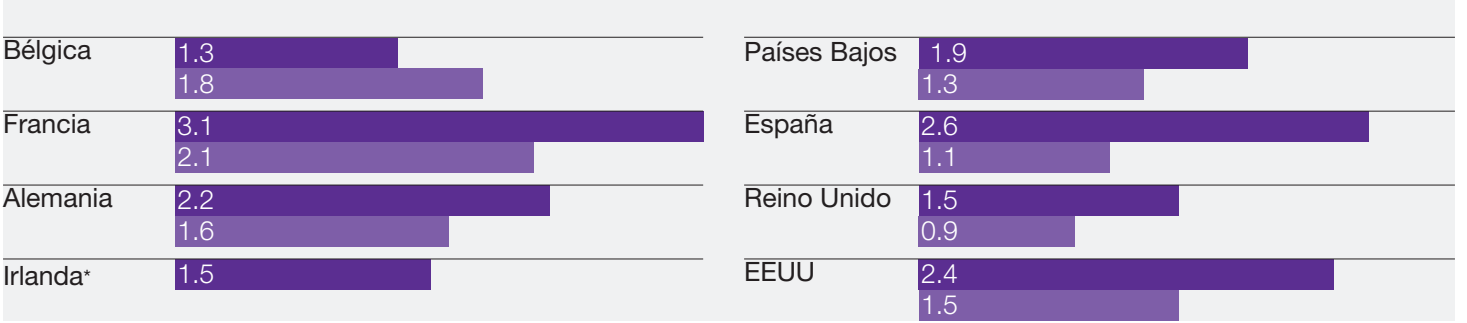 Bélgica 1.3
1.8
Francia 3.1
2.1
Alemania 2.2
1.6
Irlanda* 1.5
Países Bajos 1.9
1.3
España 2.6
1.1
Reino Unido 1.5
0.9
EEUU 2.4
1.5